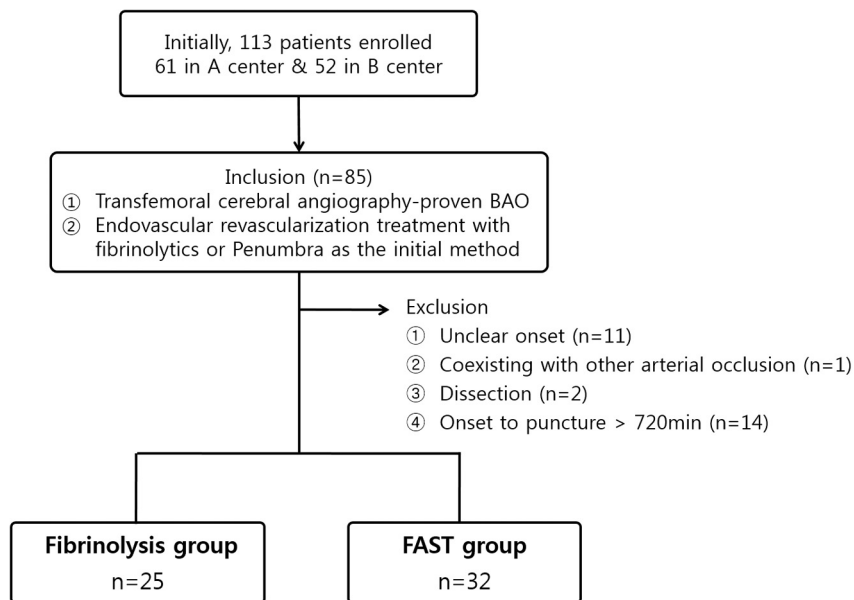 Initially, 113 patients enrolled
61 in A center & 52 in B center
Inclusion (n=85)
① Transfemoral cerebral angiography-proven BAO
② Endovascular revascularization treatment with
fibrinolytics or Penumbra as the initial method
Exclusion
① Unclear onset (n=11)
② Coexisting with other arterial occlusion (n=1)
③ Dissection (n=2)
④ Onset to puncture > 720min (n=14)
Fibrinolysis group
n=25
FAST group
n=32